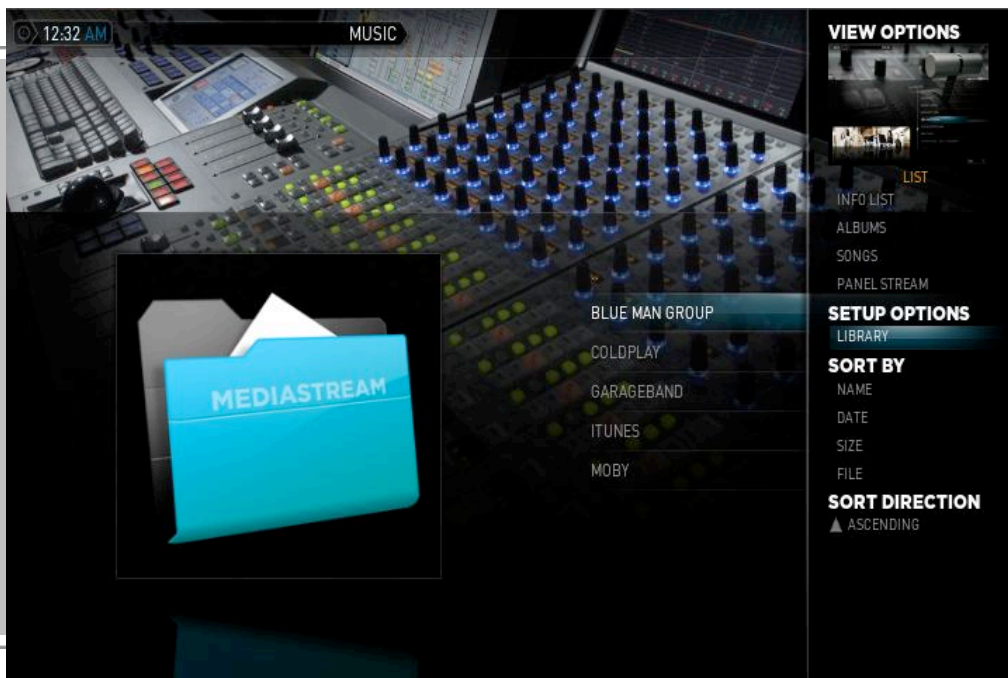 12:32 AM
MUSIC
MEDIASTREAM
BLUE MAN GROUP
COLDPLAY
GARAGEBAND
ITUNES
MOBY
VIEW OPTIONS
LIST
INFO LIST
ALBUMS
SONGS
PANEL STREAM
SETUP OPTIONS
LIBRARY
SORT BY
NAME
DATE
SIZE
FILE
SORT DIRECTION
ASCENDING